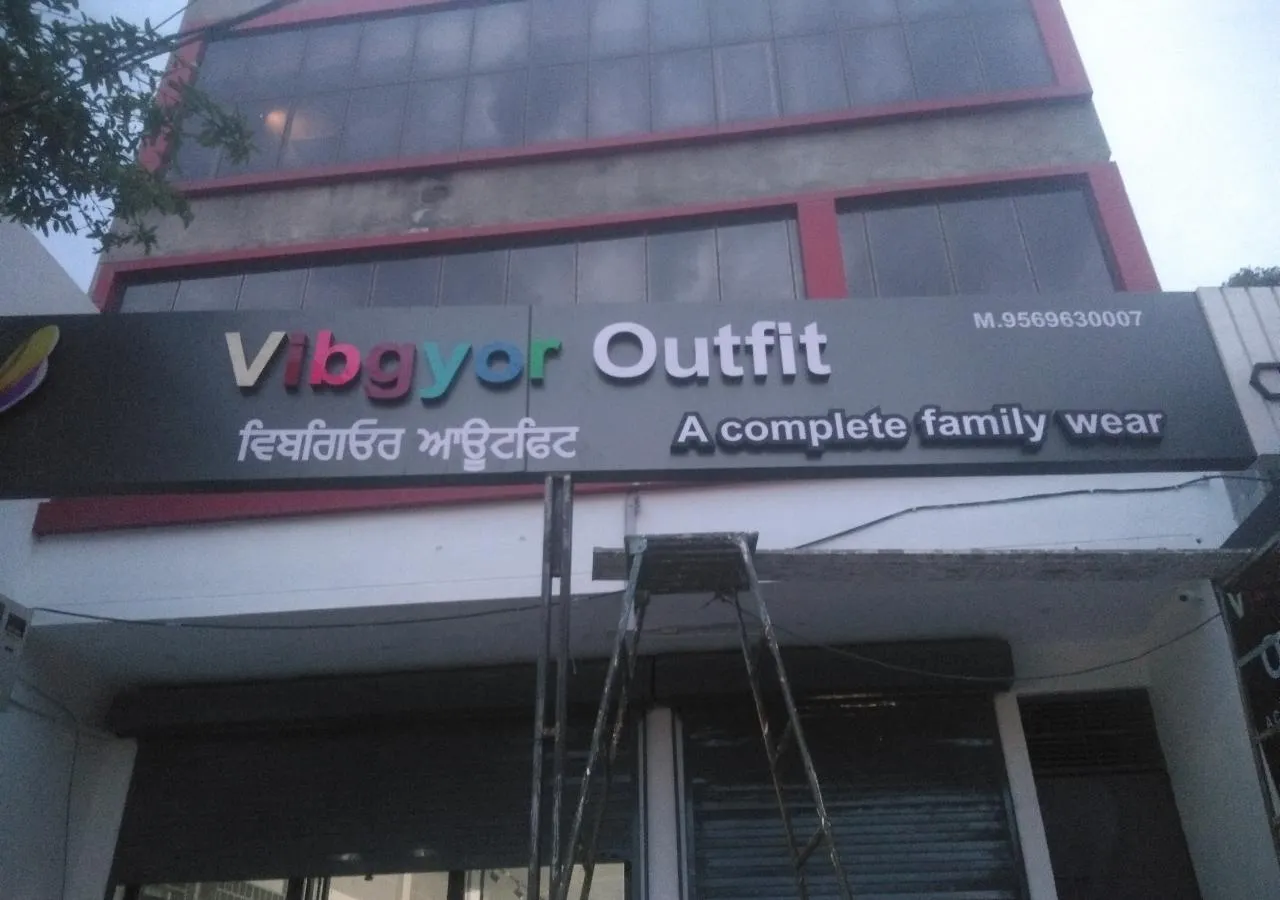 Vibgyor Outfit
M.9569630007
ਵਿਬਗਿਓਰ ਆਊਟਫਿਟ
A complete family wear